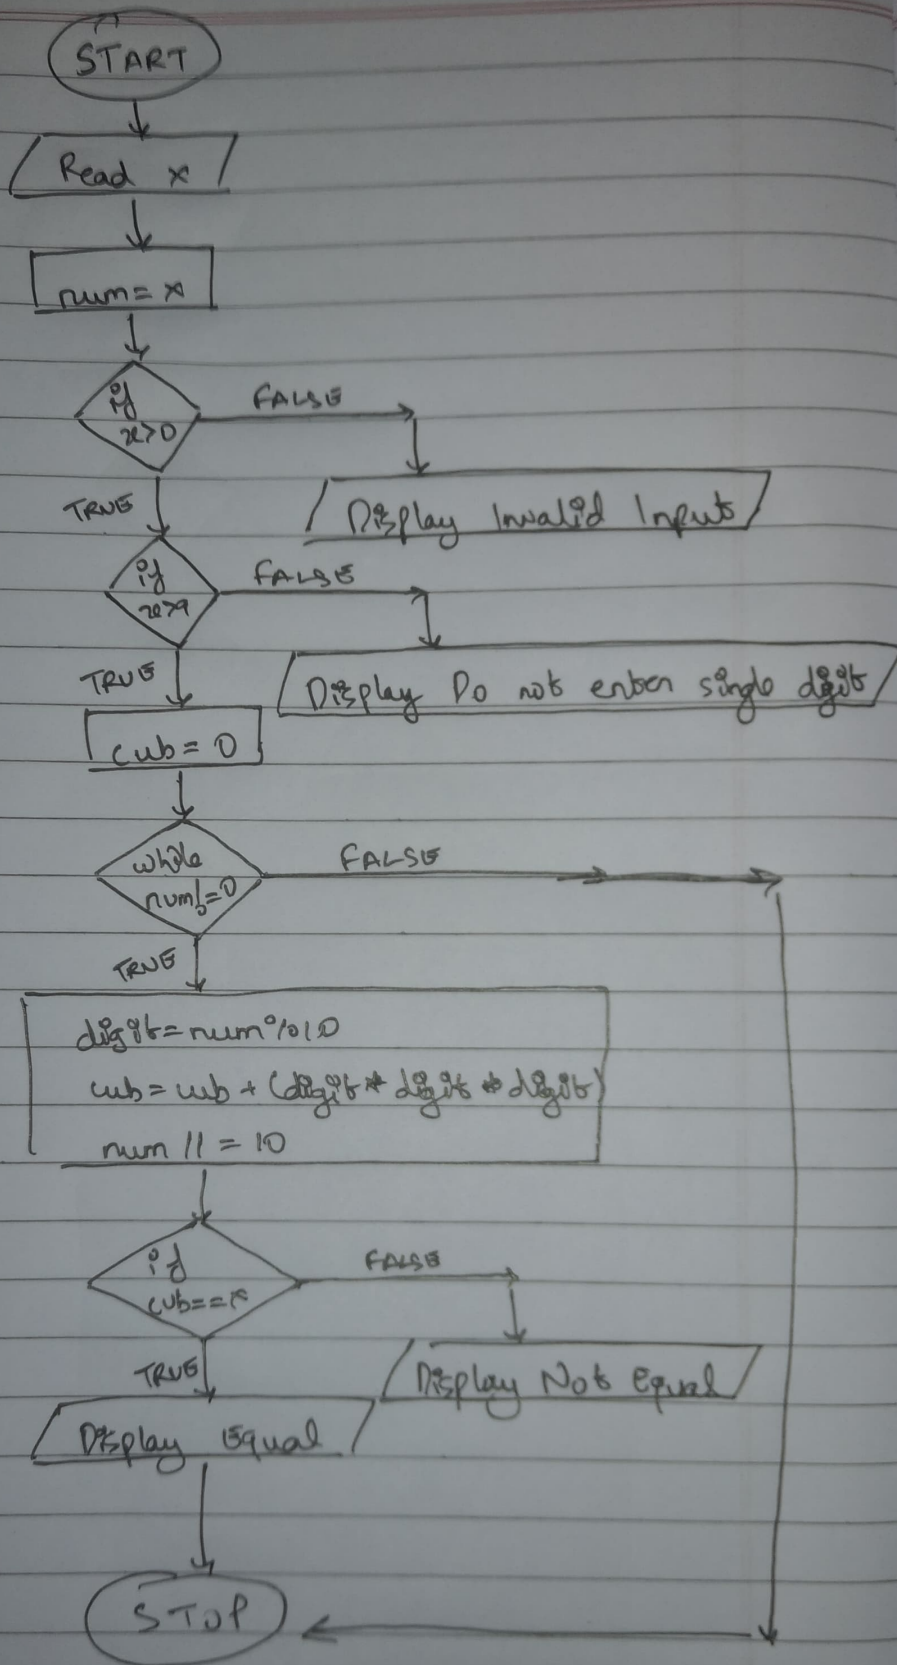 START
Read x
num = x
if
x>0
FALSE
TRUE
Display Invalid Input
if
x>9
FALSE
TRUE
Display Do not enter single digit
cub = 0
while
num!=0
FALSE
TRUE
digit = num%10
cub = cub + (digit * digit * digit)
num //= 10
if
cub==x
FALSE
TRUE
Display Not Equal
Display Equal
STOP